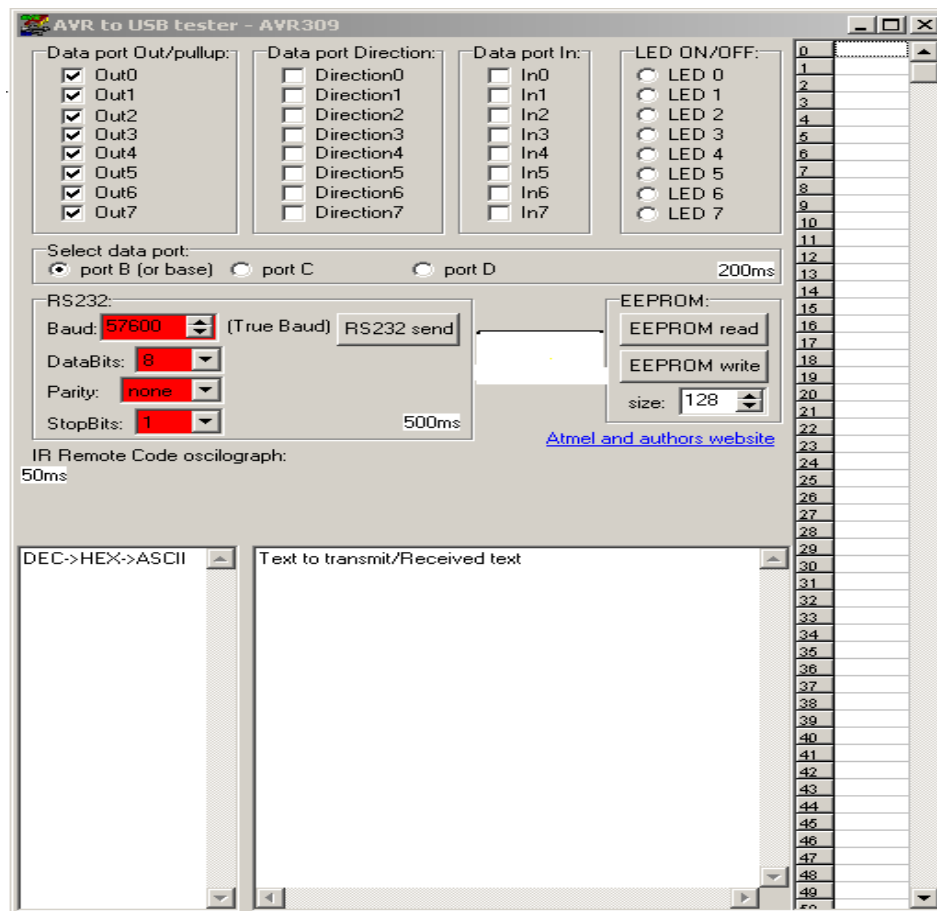 AVR to USB tester - AVR309
Data port Out/pullup:
Out0
Out1
Out2
Out3
Out4
Out5
Out6
Out7
Data port Direction:
Direction0
Direction1
Direction2
Direction3
Direction4
Direction5
Direction6
Direction7
Data port In:
In0
In1
In2
In3
In4
In5
In6
In7
LED ON/OFF:
LED 0
LED 1
LED 2
LED 3
LED 4
LED 5
LED 6
LED 7
Select data port:
port B (or base) port C port D 200ms
RS232:
Baud: 57600 (True Baud) RS232 send
DataBits: 8
Parity: none
StopBits: 1
500ms
EEPROM:
EEPROM read
EEPROM write
size: 128
Atmel and authors website
IR Remote Code oscilograph:
50ms
DEC->HEX->ASCII
Text to transmit/Received text
0
1
2
3
4
5
6
7
8
9
10
11
12
13
14
15
16
17
18
19
20
21
22
23
24
25
26
27
28
29
30
31
32
33
34
35
36
37
38
39
40
41
42
43
44
45
46
47
48
49